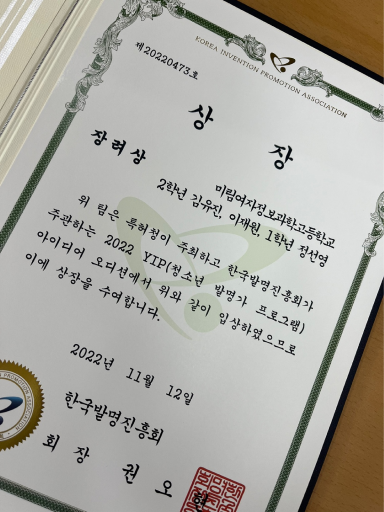 KOREA INVENTION PROMOTION ASSOCIATION
제20220473호
상 장
장려상
미림여자정보과학고등학교
2학년 김유진, 이재원, 1학년 정선영
위 팀은 특허청이 주최하고 한국발명진흥회가
주관하는 2022 YIP(청소년 발명가 프로그램)
아이디어 오디션에서 위와 같이 입상하였으므로
이에 상장을 수여합니다.
2022년 11월 12일
한국발명진흥회
회 장 권 오